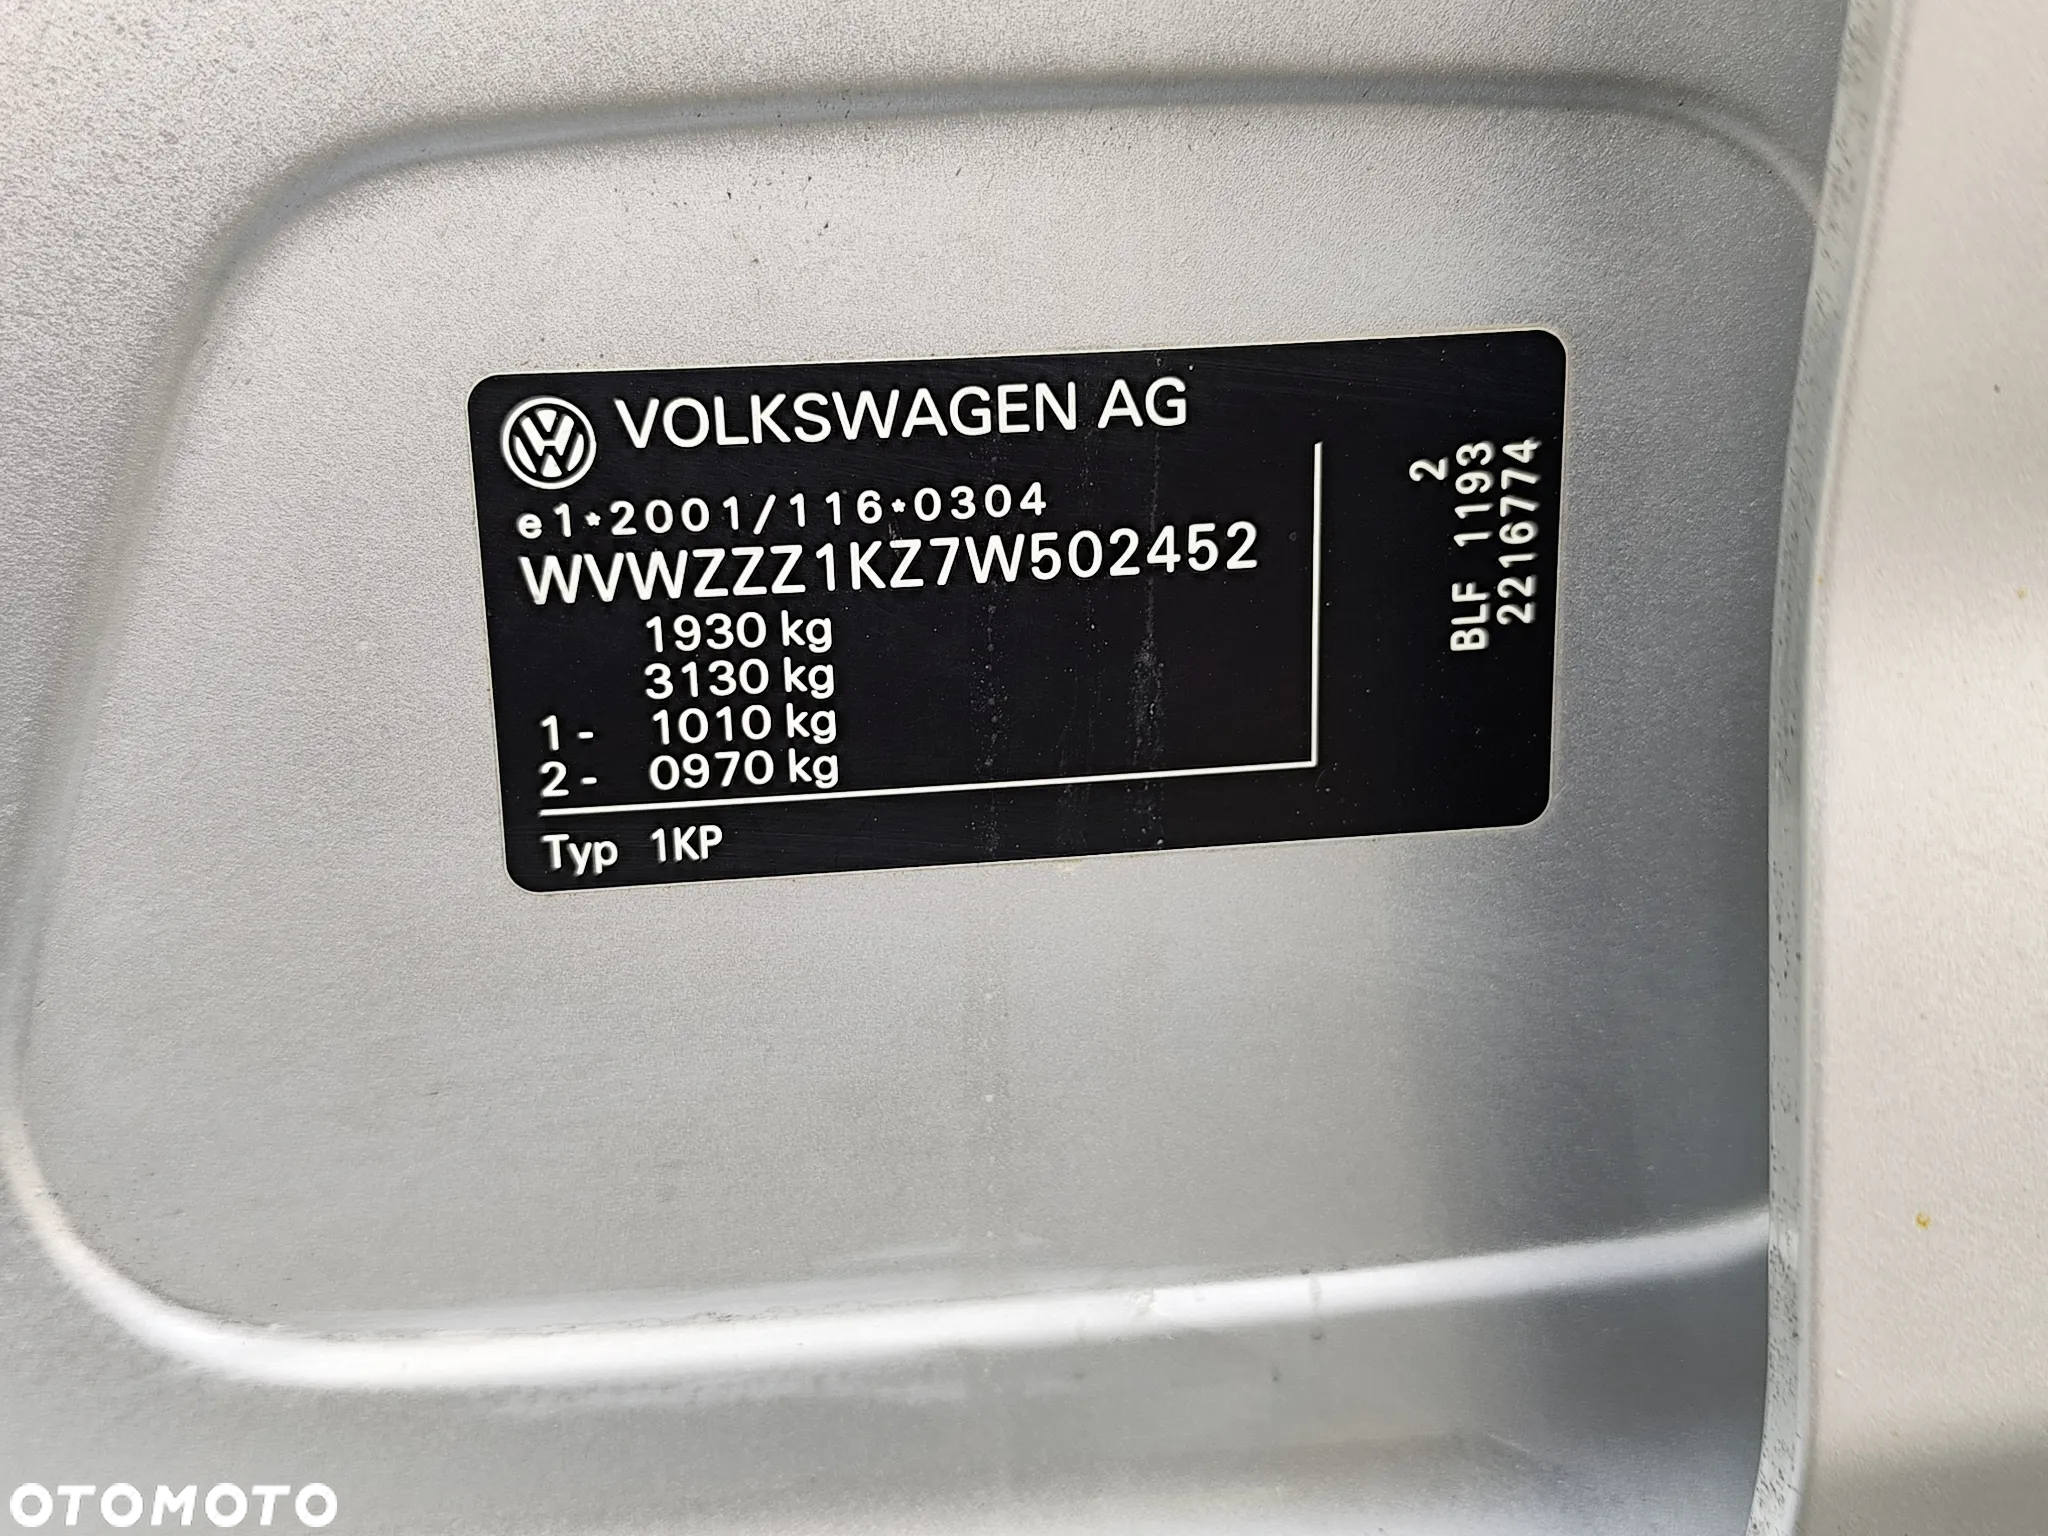 VOLKSWAGEN AG
e1*2001/116*0304
WVWZZZ1KZ7W502452
1930 kg
3130 kg
1- 1010 kg
2- 0970 kg
Typ 1KP
2
BLF 1193
2216774
OTOMOTO